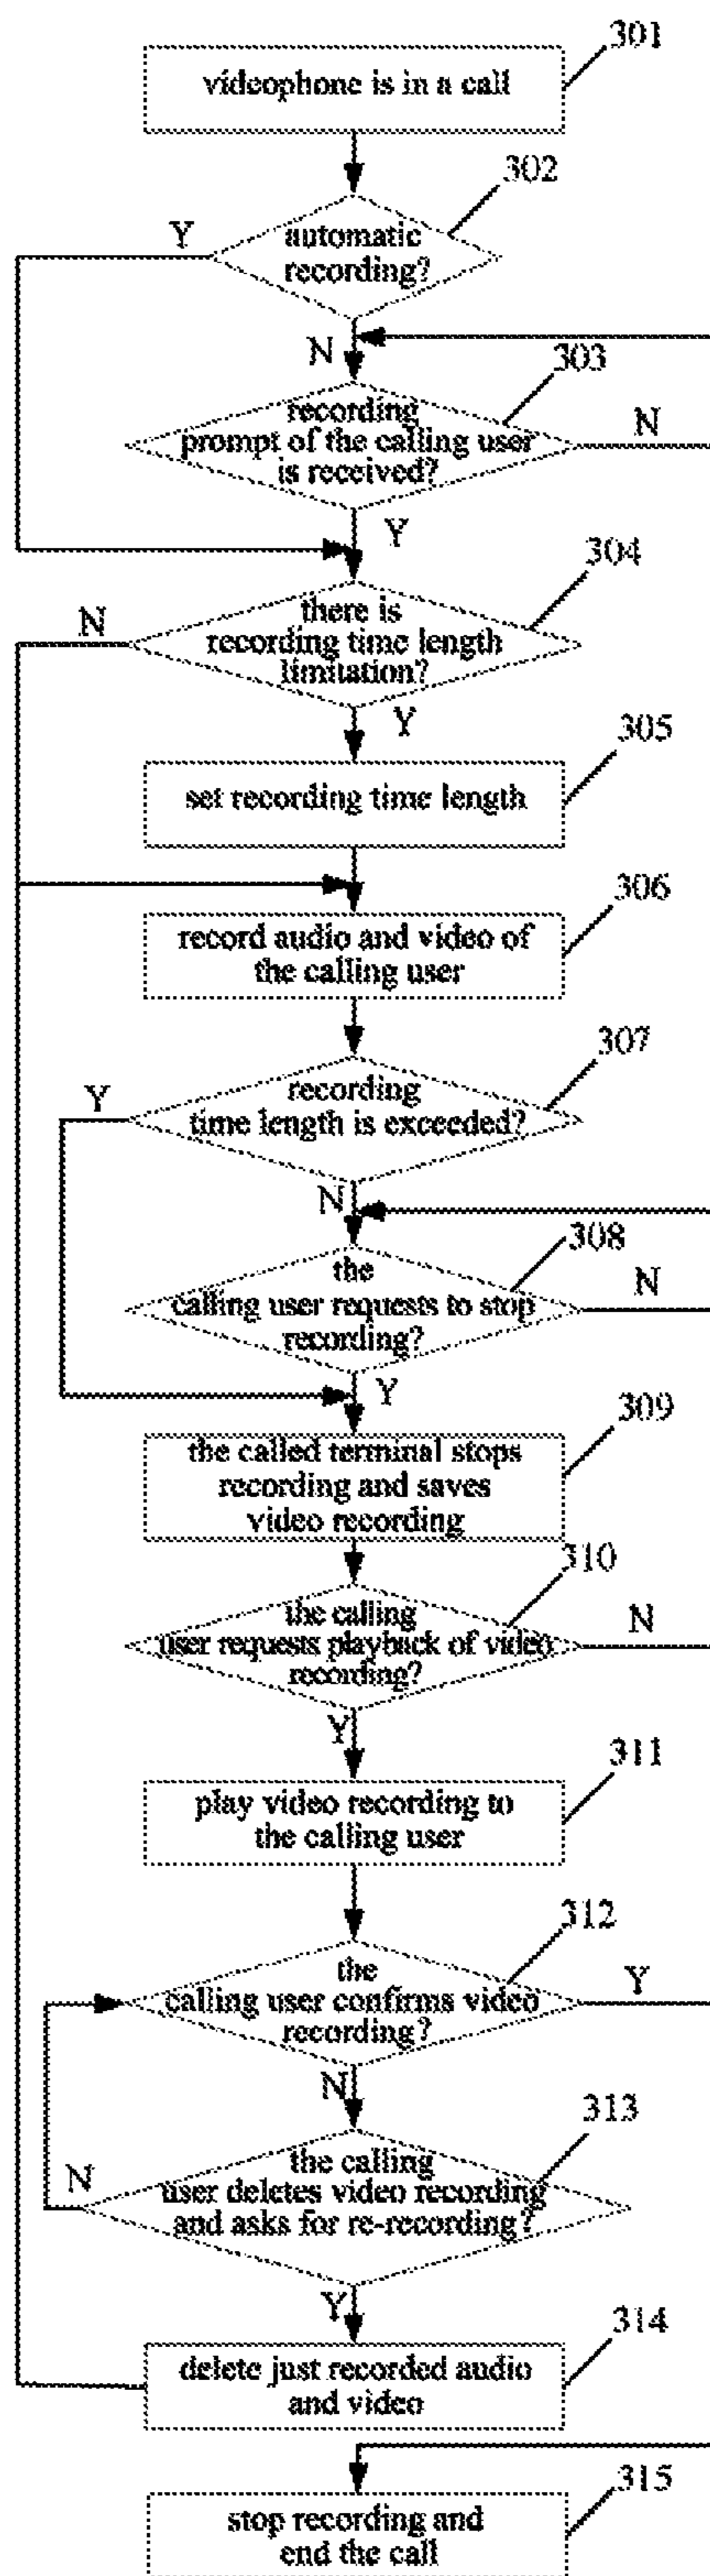 301
videophone is in a call
302
Y
automatic
recording?
N
303
recording
prompt of the calling user
is received?
N
Y
304
N
there is
recording time length
limitation?
Y
305
set recording time length
306
record audio and video of
the calling user
307
Y
recording
time length is exceeded?
N
308
the
calling user requests to stop
recording?
N
Y
309
the called terminal stops
recording and saves
video recording
310
the calling
user requests playback of video
recording?
N
Y
311
play video recording to
the calling user
312
the
calling user confirms video
recording?
Y
N
313
the calling
user deletes video recording
and asks for re-recording?
N
Y
314
delete just recorded audio
and video
315
stop recording and
end the call